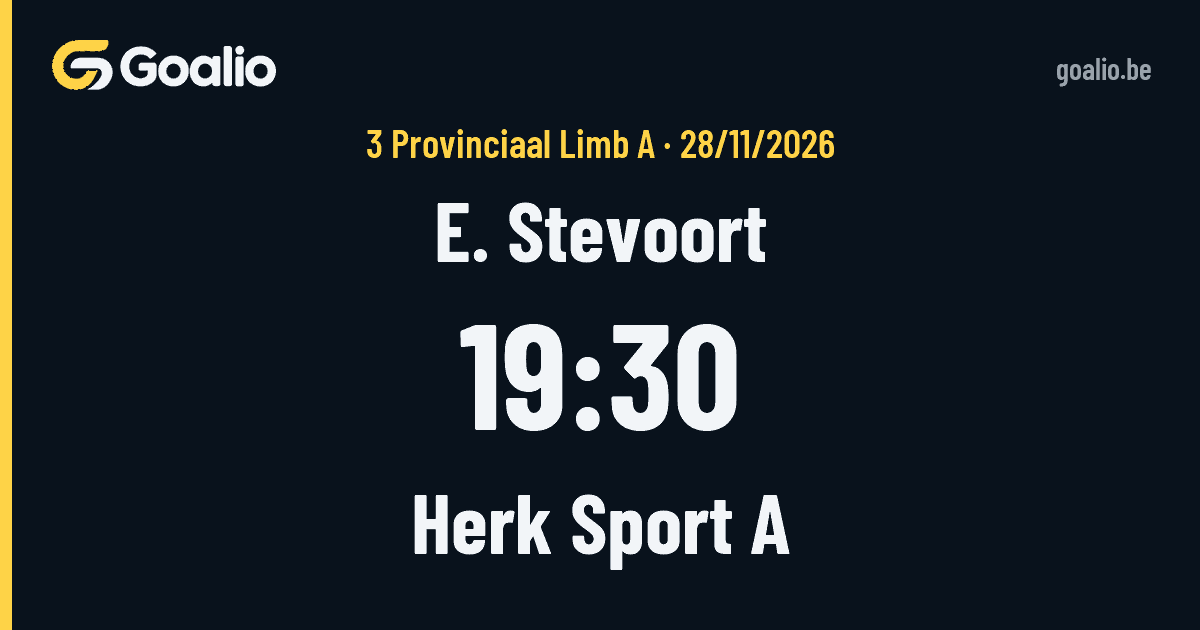 Goalio
goalio.be
3 Provinciaal Limb A · 28/11/2026
E. Stevoort
19:30
Herk Sport A